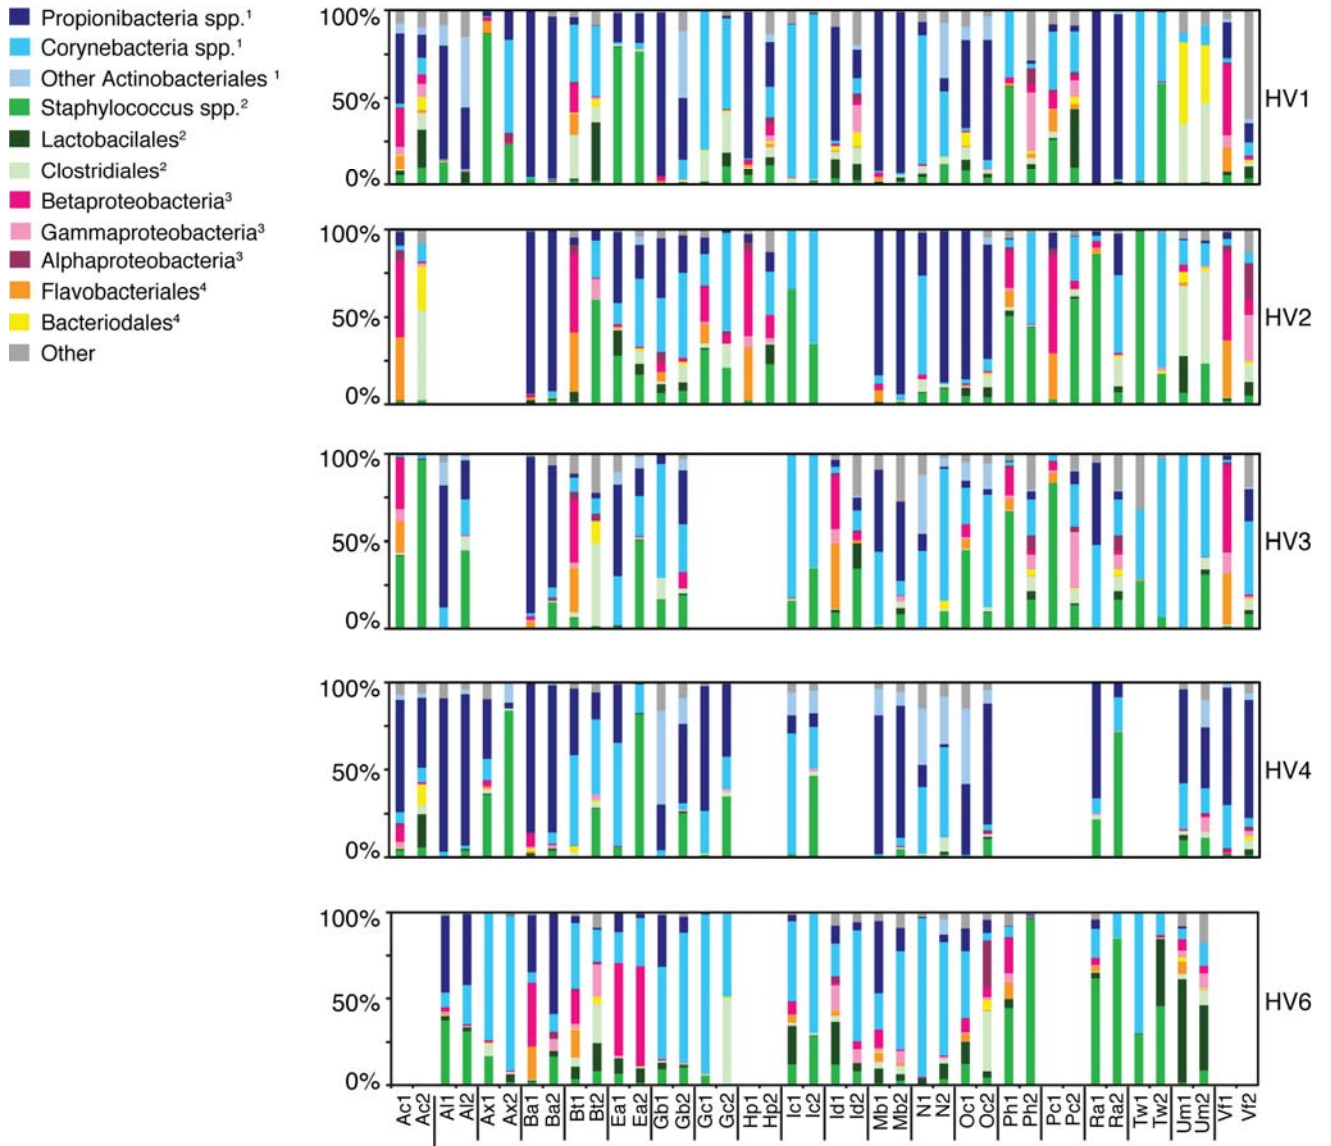 Propionibacteria spp.¹
Corynebacteria spp.¹
Other Actinobacteriales ¹
Staphylococcus spp.²
Lactobacilales²
Clostridiales²
Betaproteobacteria³
Gammaproteobacteria³
Alphaproteobacteria³
Flavobacteriales⁴
Bacteriodales⁴
Other
100%
50%
0%
HV1
100%
50%
0%
HV2
100%
50%
0%
HV3
100%
50%
0%
HV4
100%
50%
0%
HV6
Ac1
Ac2
Al1
Al2
Ax1
Ax2
Ba1
Ba2
Bt1
Bt2
Ea1
Ea2
Gb1
Gb2
Gc1
Gc2
Hp1
Hp2
Ic1
Ic2
Id1
Id2
Mb1
Mb2
N1
N2
Oc1
Oc2
Ph1
Ph2
Pc1
Pc2
Ra1
Ra2
Tw1
Tw2
Um1
Um2
Vf1
Vf2